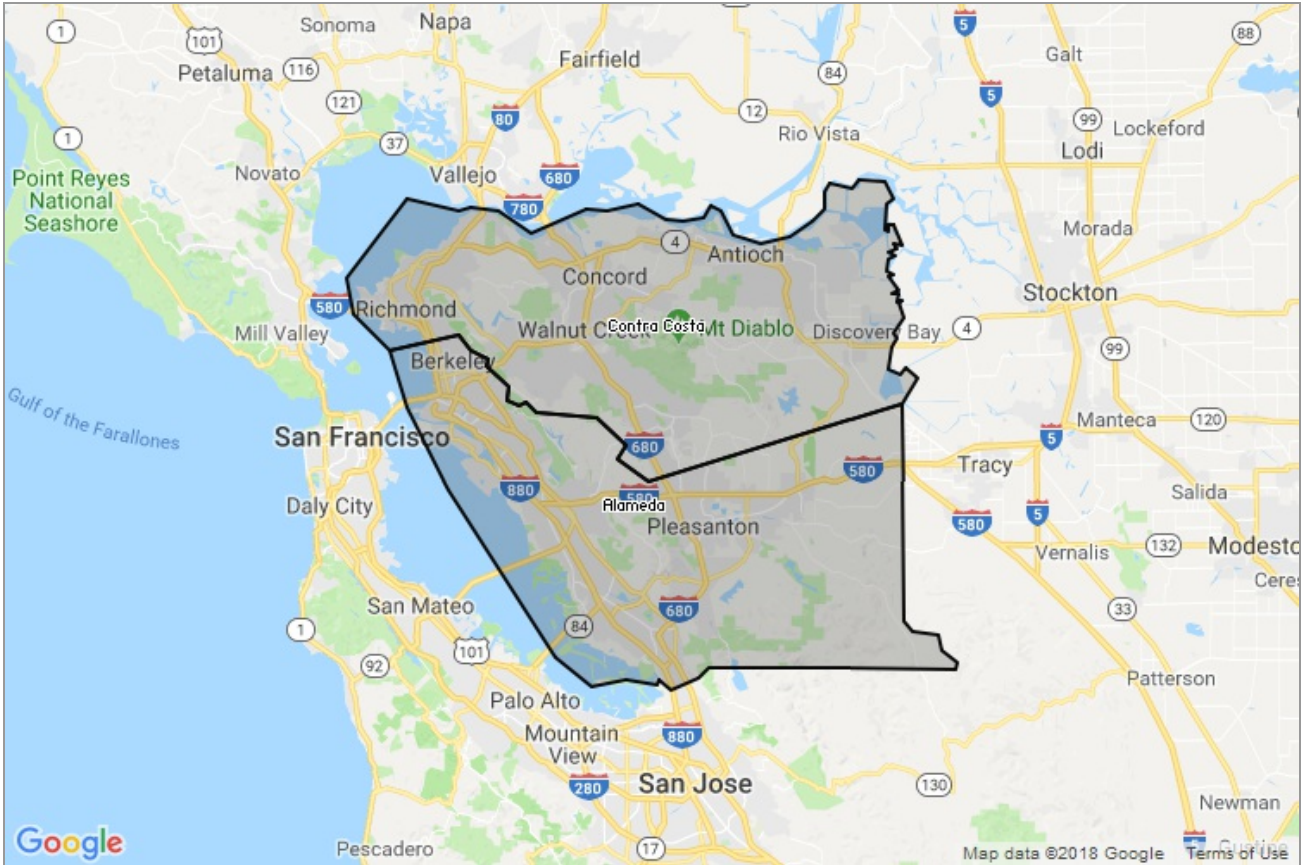 1
Sonoma
Napa
5
88
101
Petaluma
116
Fairfield
Galt
84
121
80
12
5
99
Lockeford
1
37
Rio Vista
Lodi
Point Reyes
National
Seashore
Novato
Vallejo
680
780
Morada
4
Antioch
Concord
Stockton
580
Richmond
Mill Valley
Walnut Creek
Contra Costa
Mt Diablo
Discovery Bay
4
99
Berkeley
Gulf of the Farallones
San Francisco
680
Manteca
120
5
580
Tracy
880
580
Alameda
Salida
Daly City
Pleasanton
580
5
Vernalis
132
Modesto
Ceres
San Mateo
680
33
1
84
101
92
Patterson
Palo Alto
Mountain
View
880
280
San Jose
130
Newman
Google
Pescadero
17
Gustine
Map data ©2018 Google
Terms of Use